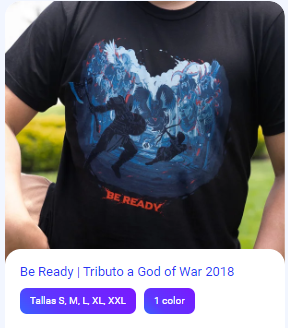 BE READY
Be Ready | Tributo a God of War 2018
Tallas S, M, L, XL, XXL
1 color